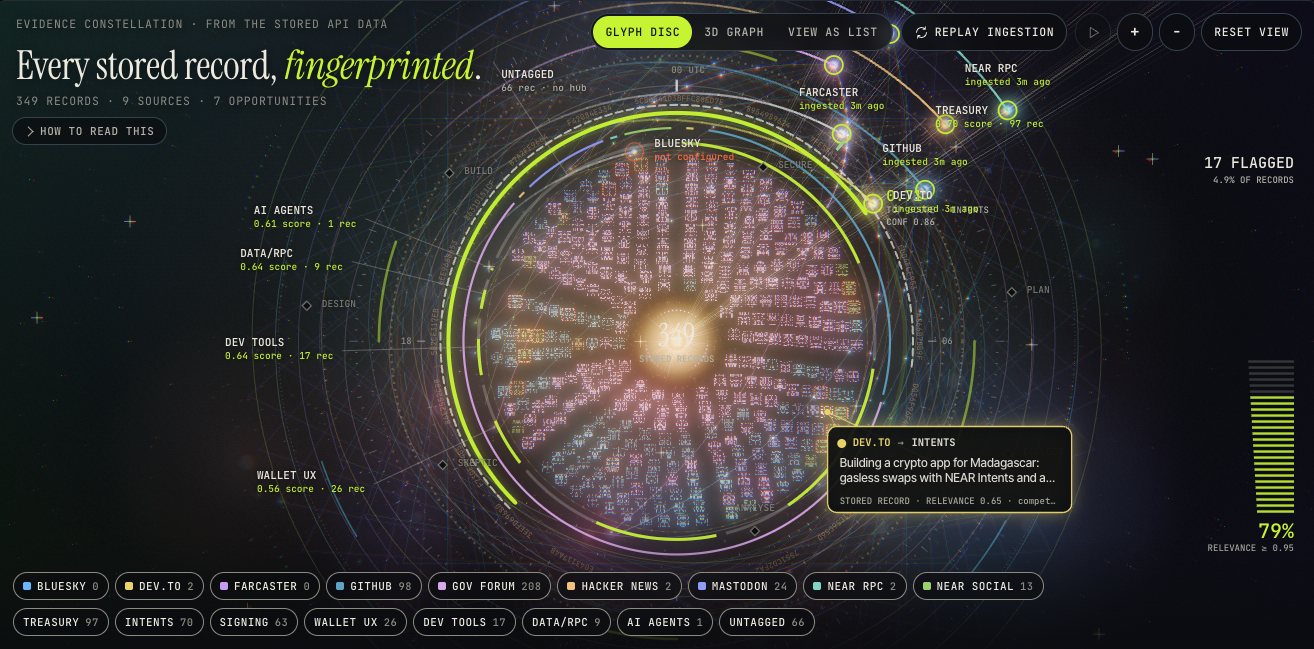 EVIDENCE CONSTELLATION · FROM THE STORED API DATA
Every stored record, fingerprinted.
349 RECORDS · 9 SOURCES · 7 OPPORTUNITIES
HOW TO READ THIS
GLYPH DISC
3D GRAPH
VIEW AS LIST
REPLAY INGESTION
+
-
RESET VIEW
UNTAGGED
66 rec · no hub
00 UTC
NEAR RPC
ingested 3m ago
FARCASTER
ingested 3m ago
TREASURY
score · 97 rec
BLUESKY
not configured
GITHUB
ingested 3m ago
SECURE
BUILD
17 FLAGGED
4.9% OF RECORDS
DEV.TO
ingested 3m ago
INTENTS
CONF 0.86
AI AGENTS
0.61 score · 1 rec
DATA/RPC
0.64 score · 9 rec
DESIGN
PLAN
DEV TOOLS
0.64 score · 17 rec
18
06
349
STORED RECORDS
SKEPTIC
WALLET UX
0.56 score · 26 rec
DEV.TO → INTENTS
Building a crypto app for Madagascar:
gasless swaps with NEAR Intents and a…
STORED RECORD · RELEVANCE 0.65 · compet…
79%
RELEVANCE ≥ 0.95
BLUESKY 0
DEV.TO 2
FARCASTER 0
GITHUB 98
GOV FORUM 208
HACKER NEWS 2
MASTODON 24
NEAR RPC 2
NEAR SOCIAL 13
TREASURY 97
INTENTS 70
SIGNING 63
WALLET UX 26
DEV TOOLS 17
DATA/RPC 9
AI AGENTS 1
UNTAGGED 66